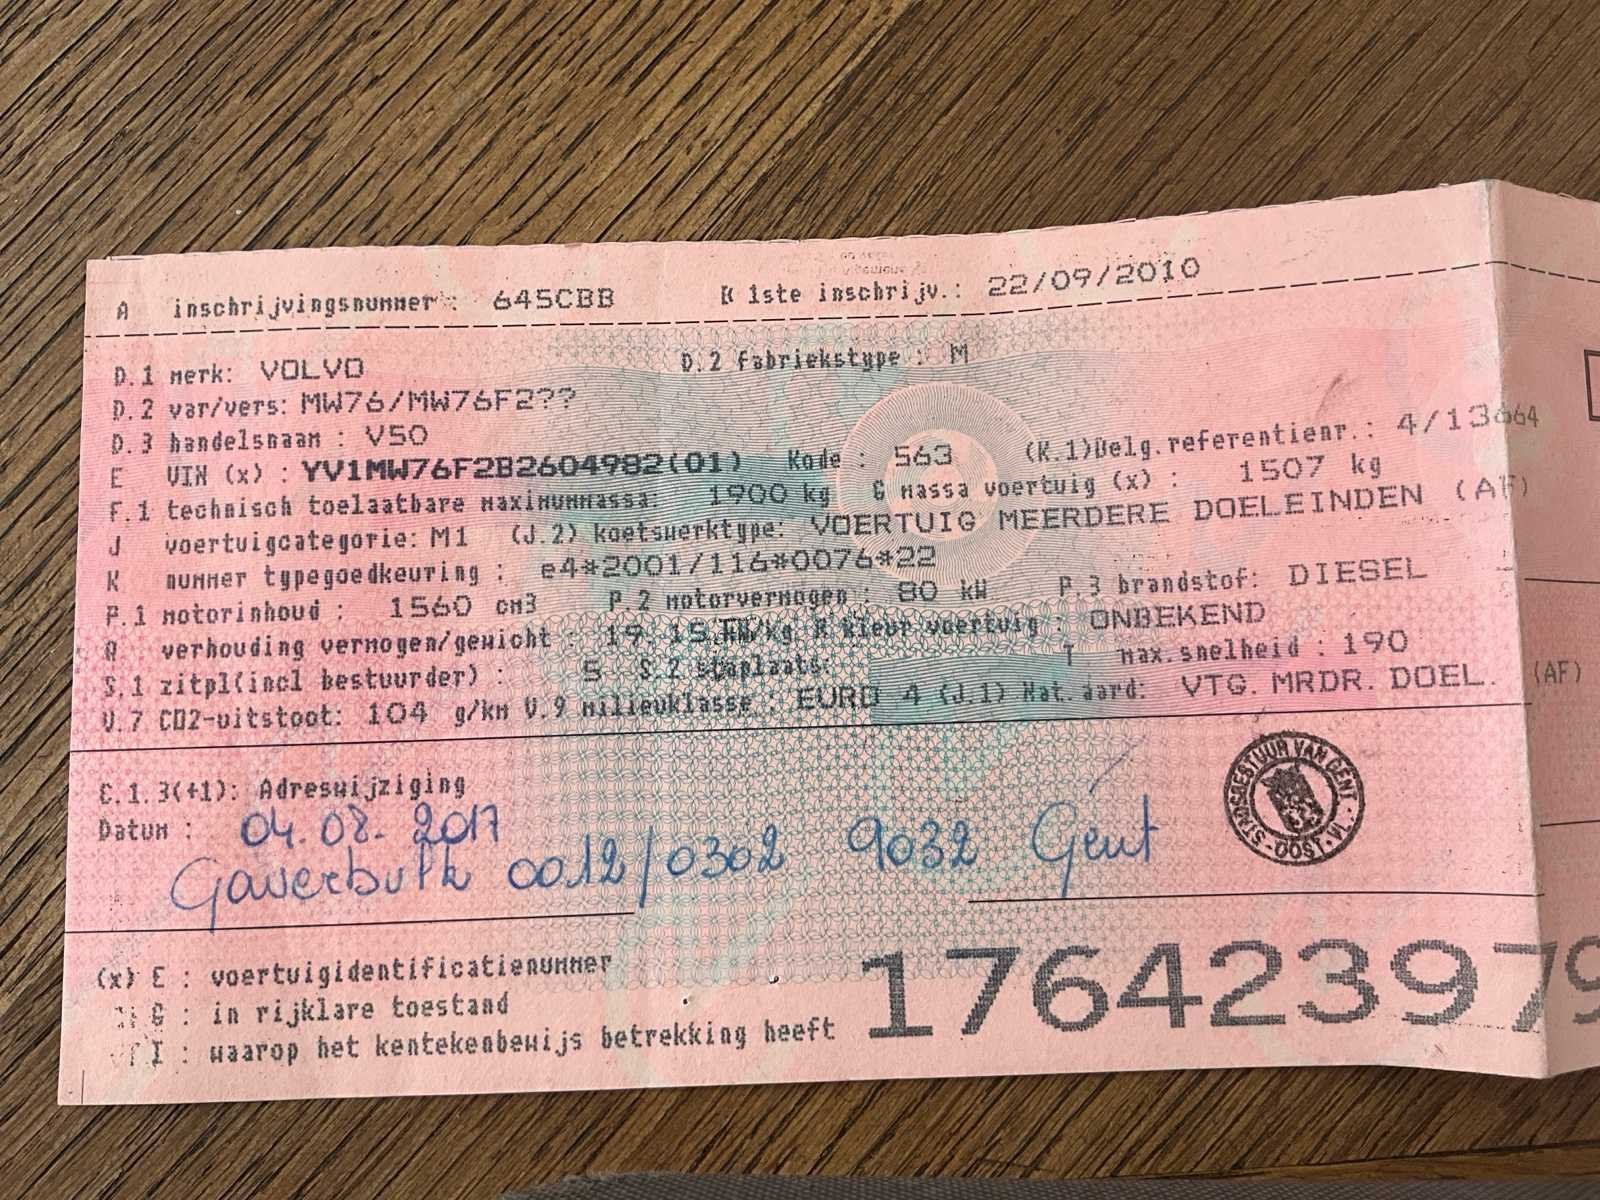 A inschrijvingsnummer : 645CBB B 1ste inschrijv.: 22/09/2010
D.1 merk: VOLVO D.2 fabriekstype : M
D.2 var/vers: MW76/MW76F2??
D.3 handelsnaam : V50
E VIN (x) : YV1MW76F2B2604982(01) Kode : 563 (K.1)Belg.referentienr.: 4/13664
F.1 technisch toelaatbare maximummassa: 1900 kg G massa voertuig (x) : 1507 kg
J voertuigcategorie: M1 (J.2) koetswerktype: VOERTUIG MEERDERE DOELEINDEN (AF)
K nummer typegoedkeuring : e4*2001/116*0076*22
P.1 motorinhoud : 1560 cm3 P.2 motorvermogen : 80 kW P.3 brandstof: DIESEL
Q verhouding vermogen/gewicht : 19.15 kW/kg R kleur voertuig : ONBEKEND
S.1 zitpl(incl bestuurder) : 5 S.2 staplaats: T max.snelheid : 190
V.7 CO2-uitstoot: 104 g/km V.9 milieuklasse : EURO 4 (J.1) Nat.aard: VTG. MRDR. DOEL. (AF)
C.1.3(+1): Adreswijziging
Datum : 04.08.2017
0012/0302 9032 Gent
STADSBESTUUR VAN GENT
(x) E : voertuigidentificatienummer
G : in rijklare toestand
I : waarop het kentekenbewijs betrekking heeft
176423979